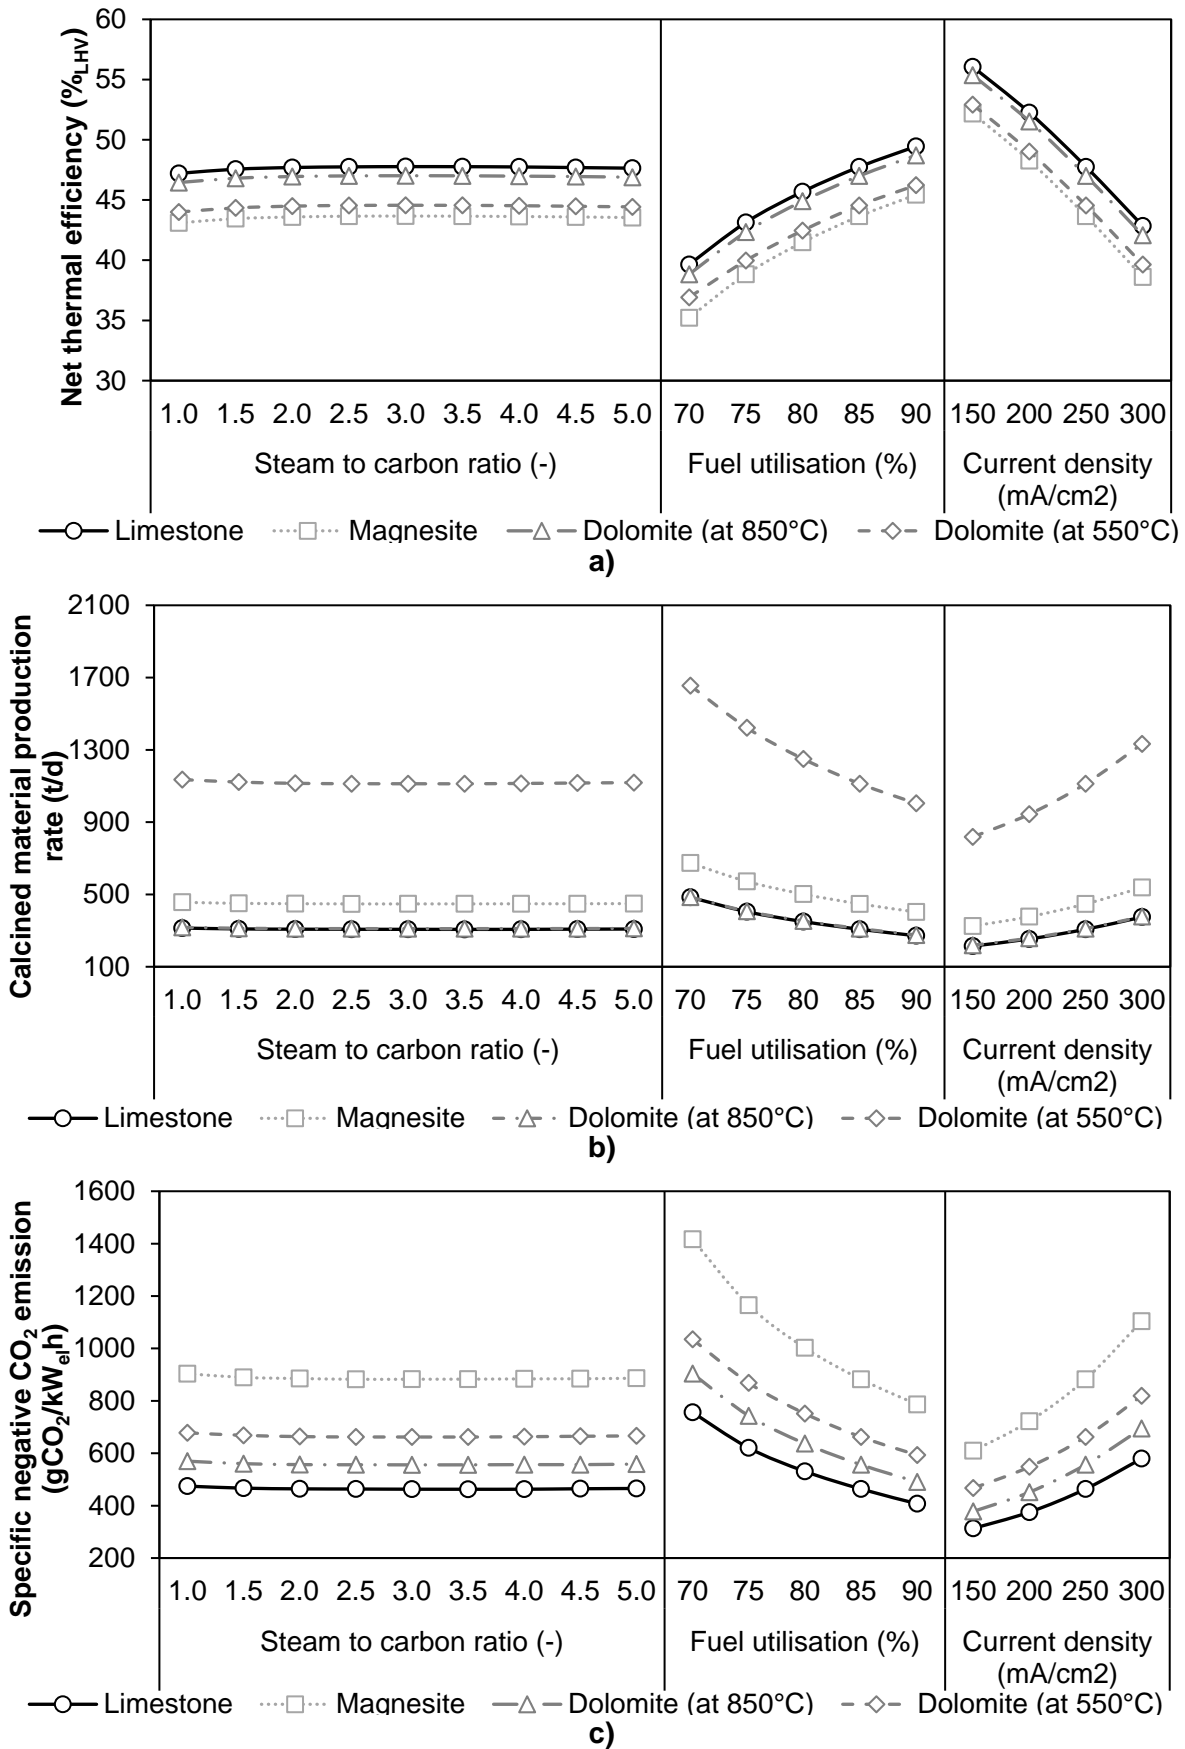 Net thermal efficiency (%LHV)
60
55
50
45
40
35
30
1.0 1.5 2.0 2.5 3.0 3.5 4.0 4.5 5.0 70 75 80 85 90 150 200 250 300
Steam to carbon ratio (-) Fuel utilisation (%) Current density
(mA/cm2)
Limestone Magnesite Dolomite (at 850°C) Dolomite (at 550°C)
a)
Calcined material production
rate (t/d)
2100
1700
1300
900
500
100
1.0 1.5 2.0 2.5 3.0 3.5 4.0 4.5 5.0 70 75 80 85 90 150 200 250 300
Steam to carbon ratio (-) Fuel utilisation (%) Current density
(mA/cm2)
Limestone Magnesite Dolomite (at 850°C) Dolomite (at 550°C)
b)
Specific negative CO2 emission
(gCO2/kWelh)
1600
1400
1200
1000
800
600
400
200
1.0 1.5 2.0 2.5 3.0 3.5 4.0 4.5 5.0 70 75 80 85 90 150 200 250 300
Steam to carbon ratio (-) Fuel utilisation (%) Current density
(mA/cm2)
Limestone Magnesite Dolomite (at 850°C) Dolomite (at 550°C)
c)